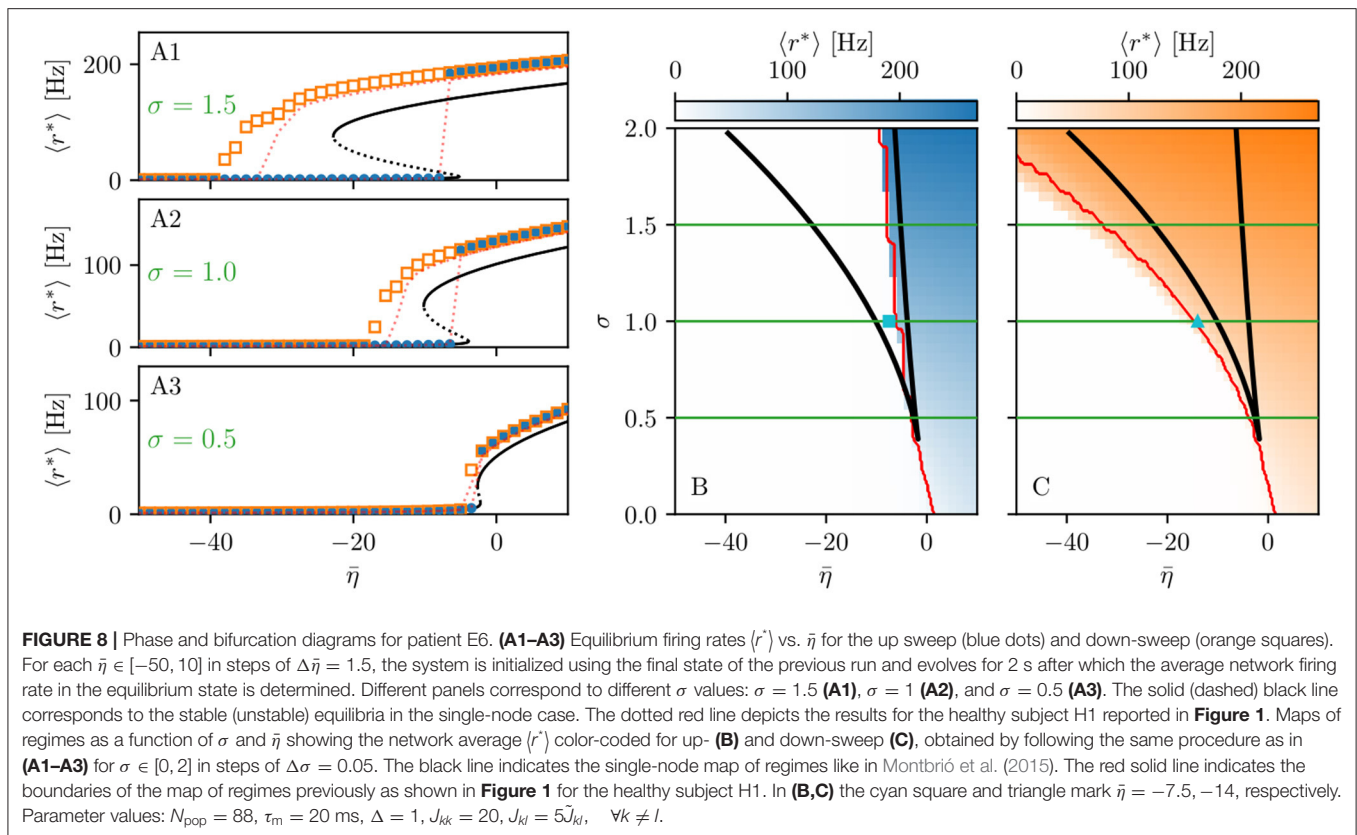 A1
σ = 1.5
⟨r*⟩ [Hz]
200
0
A2
σ = 1.0
⟨r*⟩ [Hz]
100
0
A3
σ = 0.5
⟨r*⟩ [Hz]
100
0
−40 −20 0
η̄
⟨r*⟩ [Hz]
0 100 200
2.0
1.5
1.0
0.5
0.0
σ
B
−40 −20 0
η̄
⟨r*⟩ [Hz]
0 100 200
C
−40 −20 0
η̄
FIGURE 8 | Phase and bifurcation diagrams for patient E6. (A1–A3) Equilibrium firing rates ⟨r*⟩ vs. η̄ for the up sweep (blue dots) and down-sweep (orange squares).
For each η̄ ∈ [−50, 10] in steps of Δη̄ = 1.5, the system is initialized using the final state of the previous run and evolves for 2 s after which the average network firing
rate in the equilibrium state is determined. Different panels correspond to different σ values: σ = 1.5 (A1), σ = 1 (A2), and σ = 0.5 (A3). The solid (dashed) black line
corresponds to the stable (unstable) equilibria in the single-node case. The dotted red line depicts the results for the healthy subject H1 reported in Figure 1. Maps of
regimes as a function of σ and η̄ showing the network average ⟨r*⟩ color-coded for up- (B) and down-sweep (C), obtained by following the same procedure as in
(A1–A3) for σ ∈ [0, 2] in steps of Δσ = 0.05. The black line indicates the single-node map of regimes like in Montbrió et al. (2015). The red solid line indicates the
boundaries of the map of regimes previously as shown in Figure 1 for the healthy subject H1. In (B,C) the cyan square and triangle mark η̄ = −7.5, −14, respectively.
Parameter values: N_pop = 88, τ_m = 20 ms, Δ = 1, J_kk = 20, J_kl = 5J̃_kl, ∀k ≠ l.